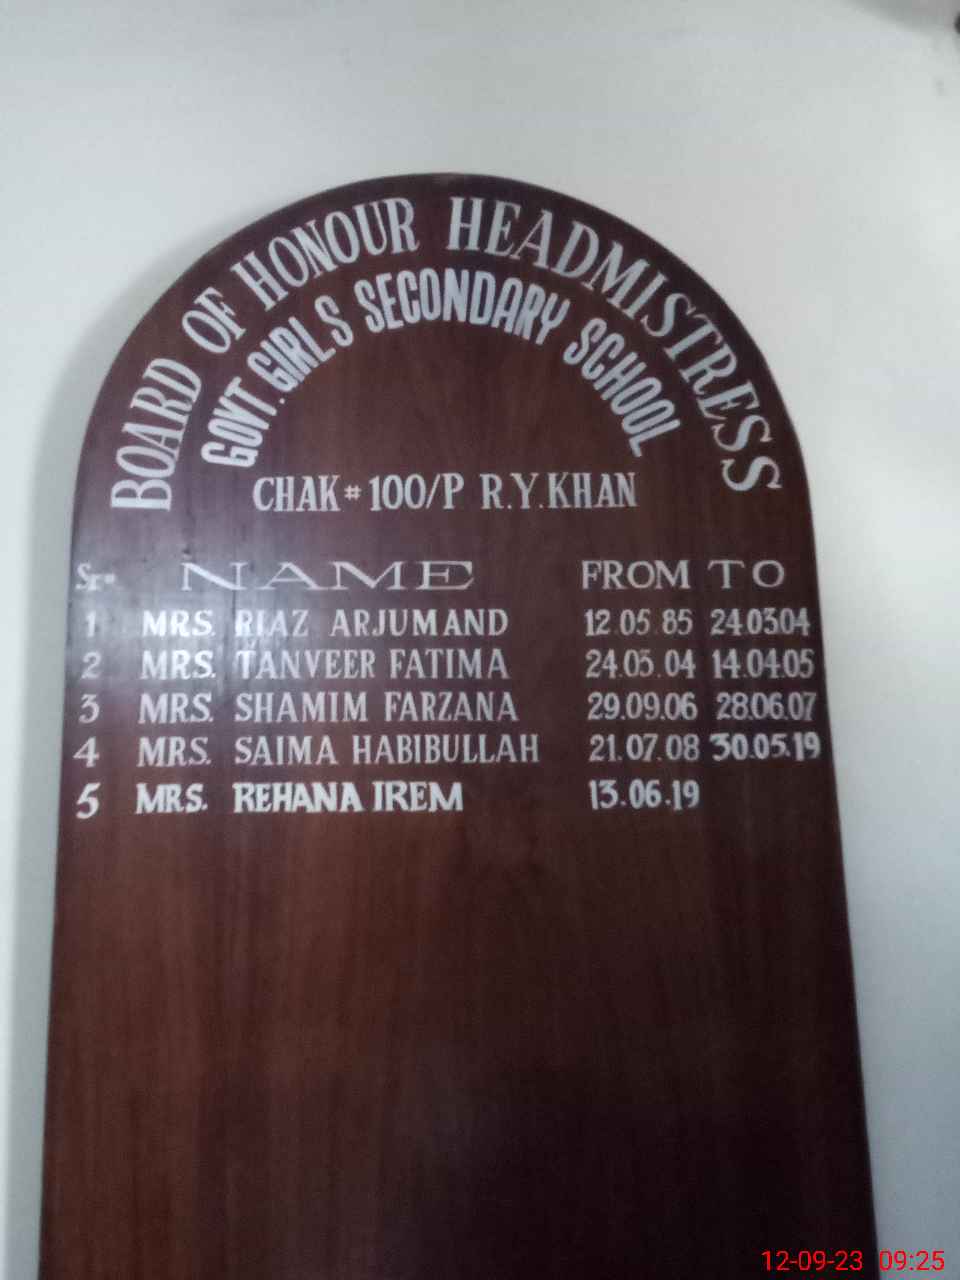 BOARD OF HONOUR HEADMISTRESS
GOVT. GIRLS SECONDARY SCHOOL
CHAK # 100/P R.Y.KHAN
Sr# NAME FROM TO
1 MRS. RIAZ ARJUMAND 12.05.85 24.03.04
2 MRS. TANVEER FATIMA 24.03.04 14.04.05
3 MRS. SHAMIM FARZANA 29.09.06 28.06.07
4 MRS. SAIMA HABIBULLAH 21.07.08 30.05.19
5 MRS. REHANA IREM 13.06.19
12-09-23 09:25